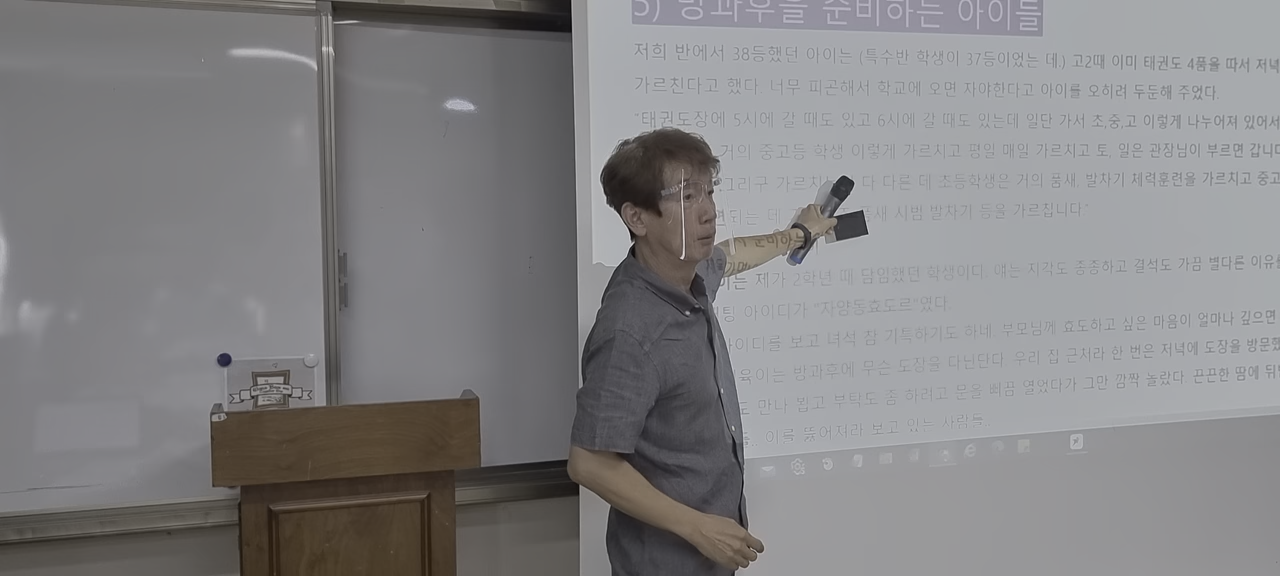 5) 방과후을 준비하는 아이들
저희 반에서 38등했던 아이는 (특수반 학생이 37등이었는 데.) 고2때 이미 태권도 4품을 따서 저녁
가르친다고 했다. 너무 피곤해서 학교에 오면 자야한다고 아이를 오히려 두둔해 주었다.
"태권도장에 5시에 갈 때도 있고 6시에 갈 때도 있는데 일단 가서 초,중,고 이렇게 나누어져 있어서
거의 중고등 학생 이렇게 가르치고 평일 매일 가르치고 토, 일은 관장님이 부르면 갑니다
그리구 다 다른 데 초등학생은 거의 품새, 발차기 체력훈련을 가르치고 중고
되는 데 품새 시범 발차기 등을 가르칩니다"
준비하는
는 제가 2학년 때 담임했던 학생이다. 얘는 지각도 종종하고 결석도 가끔 별다른 이유를
팅 아이디가 "자양동효도르"였다.
아이디를 보고 녀석 참 기특하기도 하네 부모님께 효도하고 싶은 마음이 얼마나 깊으면
육이는 방과후에 무슨 도장을 다닌단다. 우리 집 근처라 한 번은 저녁에 도장을 방문했
만나 뵙고 부탁도 좀 하려고 문을 삐끔 열었다가 그만 깜짝 놀랐다. 끈끈한 땀에 뒤
이를 뚫어져라 보고 있는 사람들..